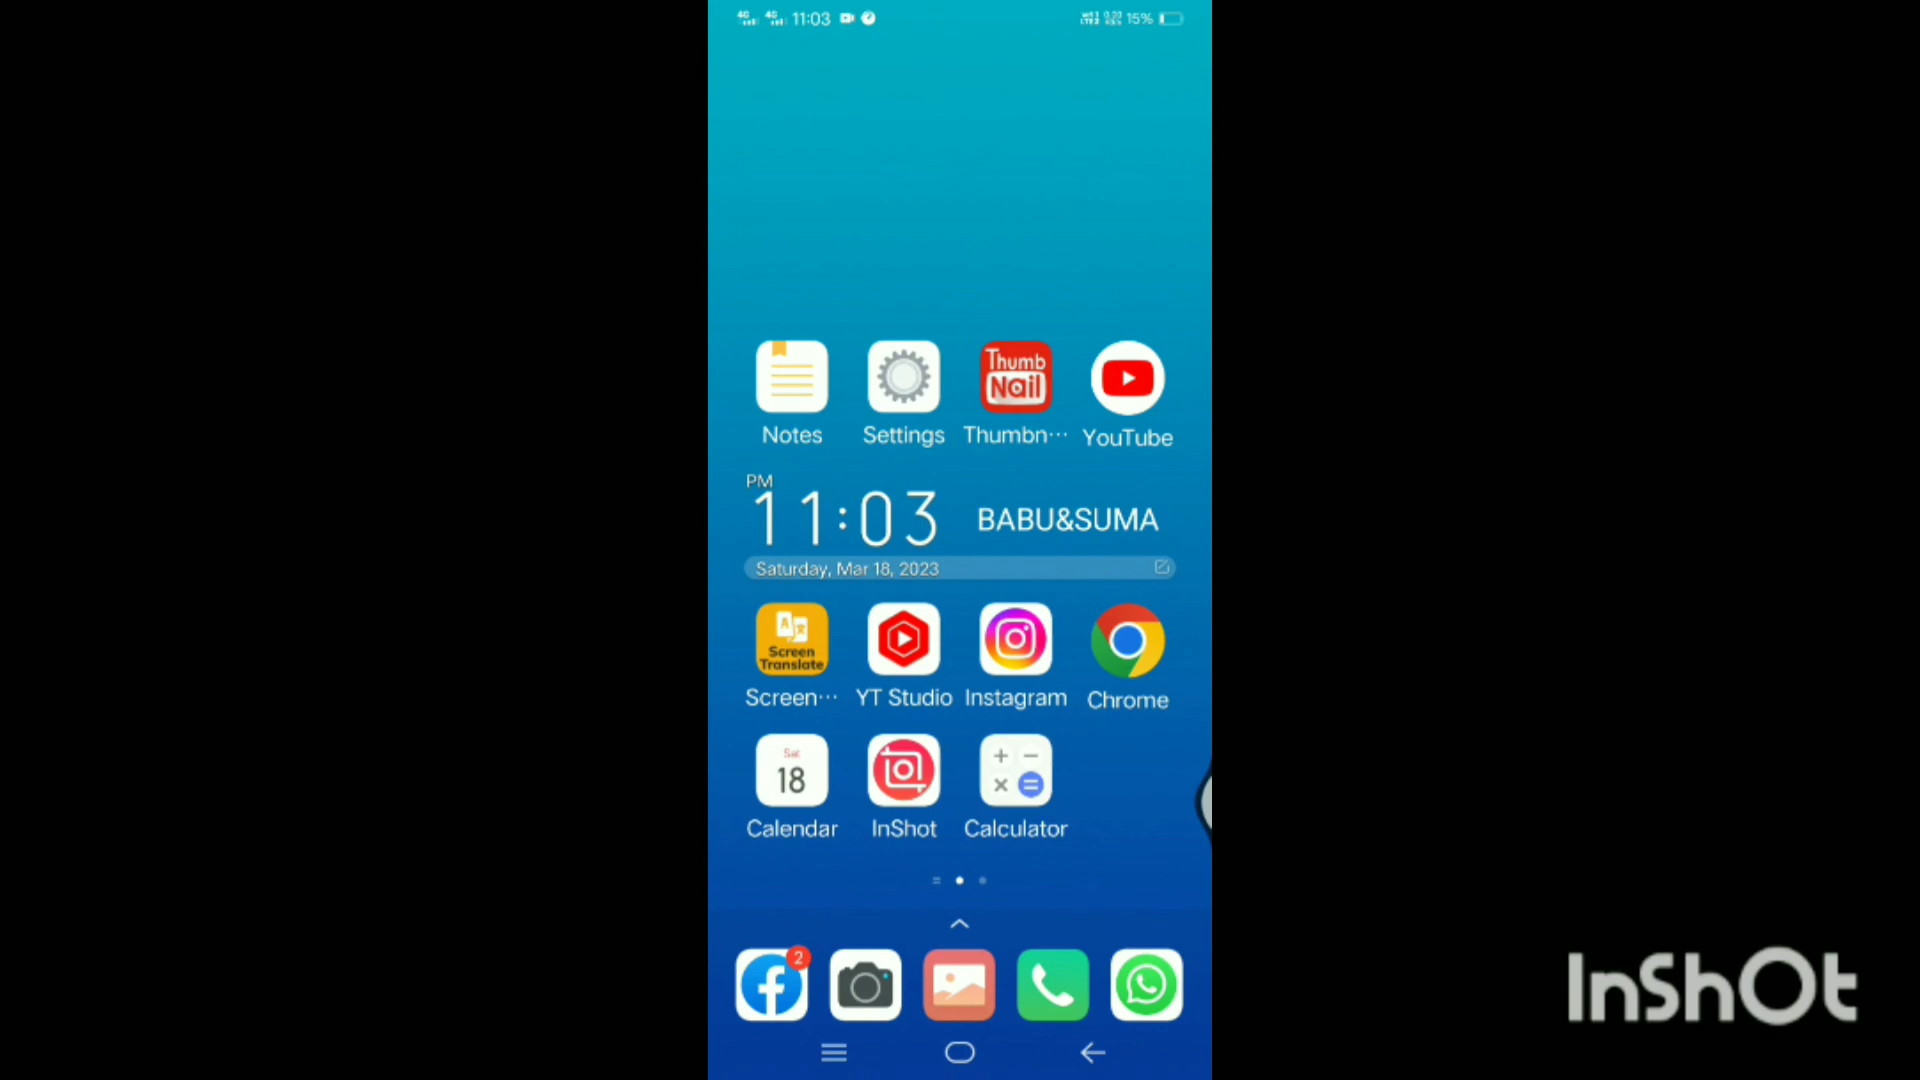 11:03 15%
Thumb
Nail
Notes Settings Thumbn··· YouTube
PM
11:03 BABU&SUMA
Saturday, Mar 18, 2023
A
Screen
Translate
Screen··· YT Studio Instagram Chrome
Sat
18
Calendar InShot Calculator
2
InShOt